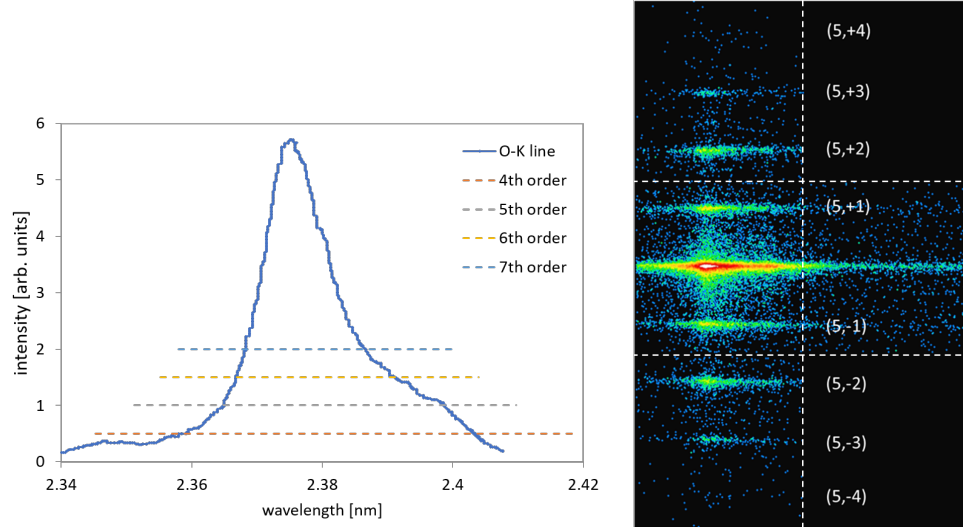 6
5
4
3
2
1
0
2.34
2.36
2.38
2.4
2.42
intensity [arb. units]
wavelength [nm]
O-K line
4th order
5th order
6th order
7th order
(5,+4)
(5,+3)
(5,+2)
(5,+1)
(5,-1)
(5,-2)
(5,-3)
(5,-4)